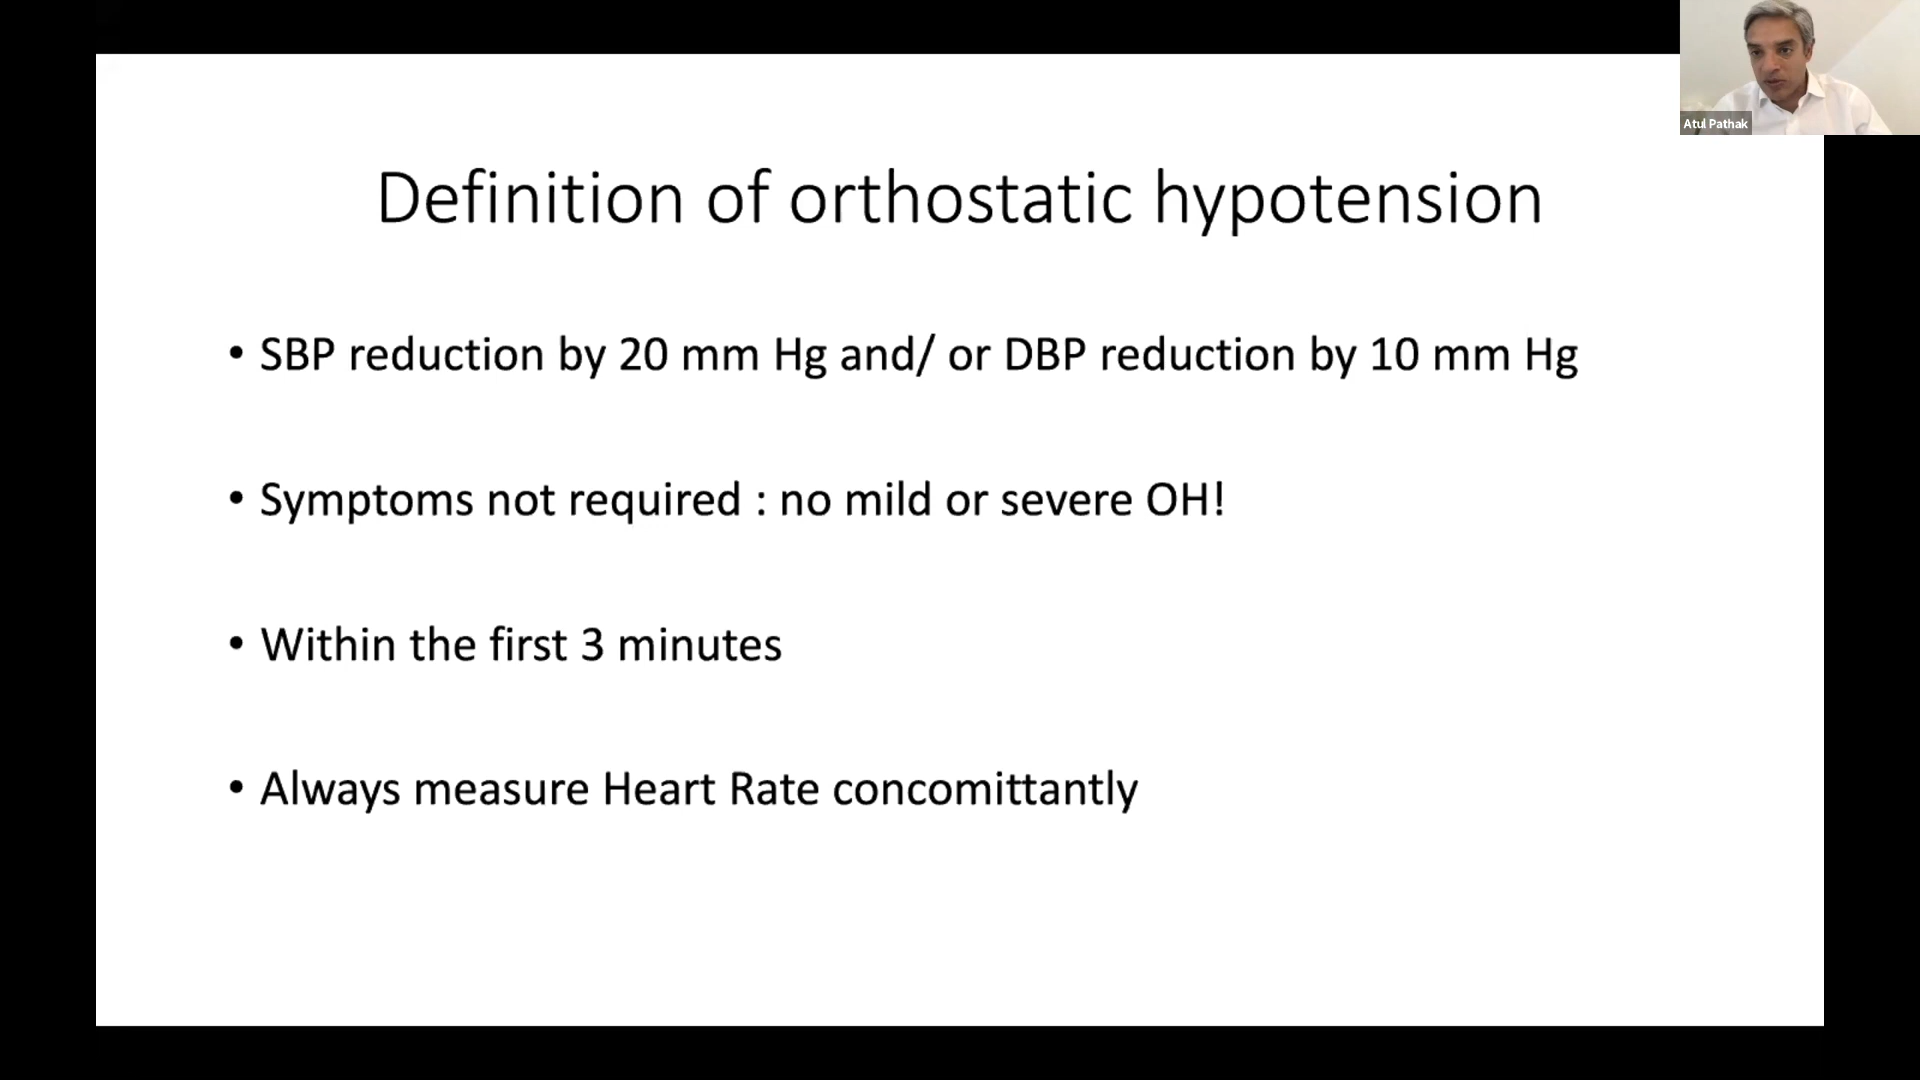 Atul Pathak
Definition of orthostatic hypotension
• SBP reduction by 20 mm Hg and/ or DBP reduction by 10 mm Hg
• Symptoms not required : no mild or severe OH!
• Within the first 3 minutes
• Always measure Heart Rate concomittantly